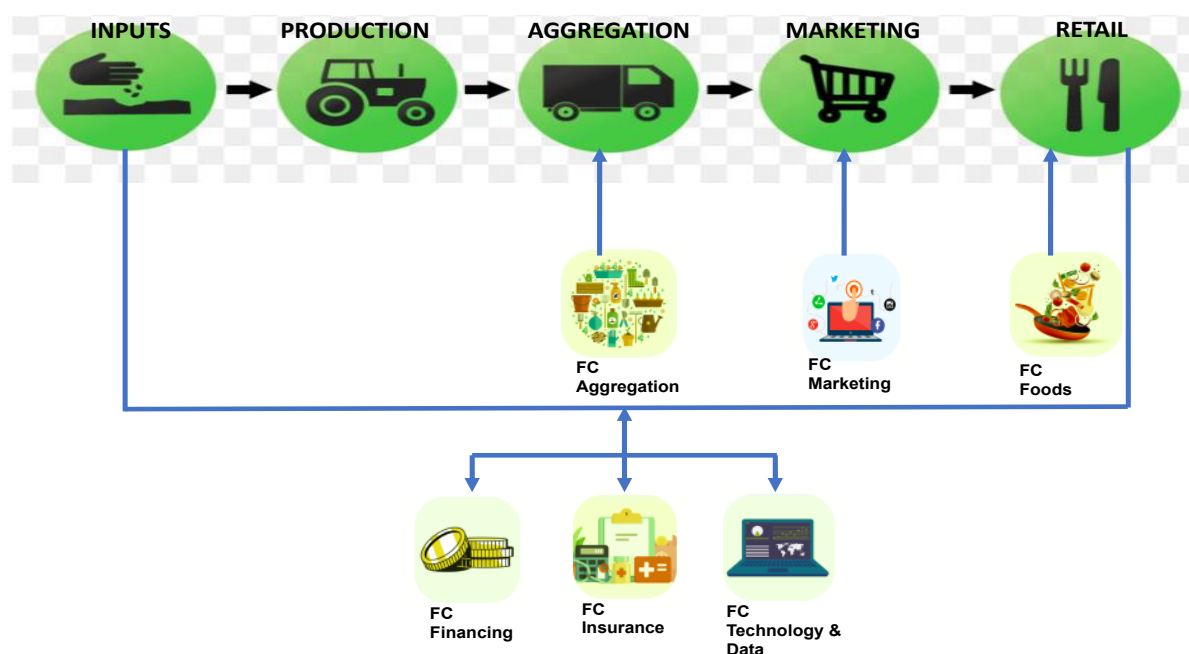 INPUTS
PRODUCTION
AGGREGATION
MARKETING
RETAIL
FC
Aggregation
FC
Marketing
FC
Foods
FC
Financing
FC
Insurance
FC
Technology &
Data